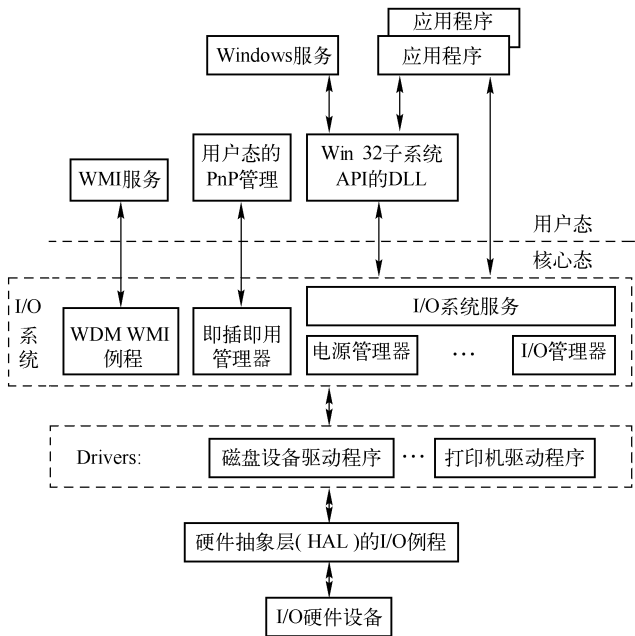 应用程序
Windows服务
应用程序
用户态的
PnP管理
Win 32子系统
API的DLL
WMI服务
用户态
核心态
I/O
系
统
I/O系统服务
WDM WMI
例程
即插即用
管理器
电源管理器
…
I/O管理器
Drivers:
磁盘设备驱动程序
…
打印机驱动程序
硬件抽象层( HAL )的I/O例程
I/O硬件设备